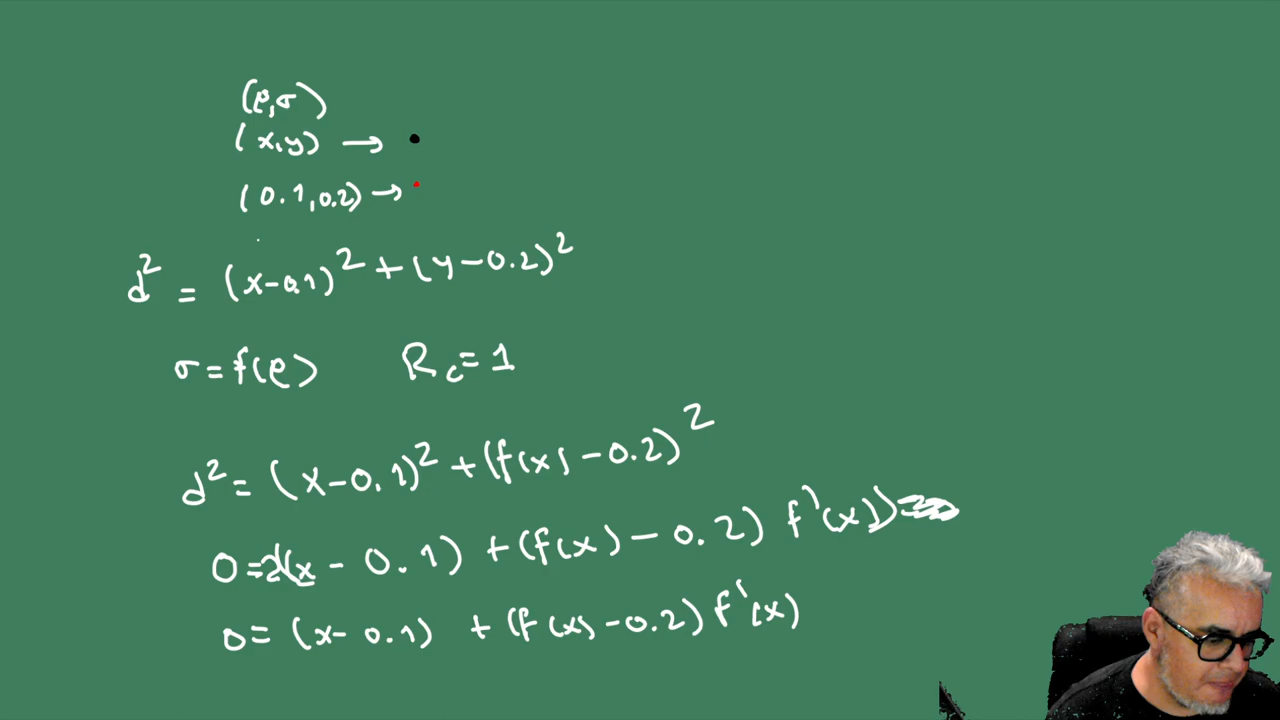 (ρ,σ)
(x,y) →
(0.1,0.2) →
d² = (x-0.1)² + (y-0.2)²
σ = f(ρ) R_c = 1
d² = (x-0.1)² + (f(x) - 0.2)²
0 = 2((x - 0.1) + (f(x) - 0.2) f'(x))
0 = (x - 0.1) + (f(x) - 0.2) f'(x)